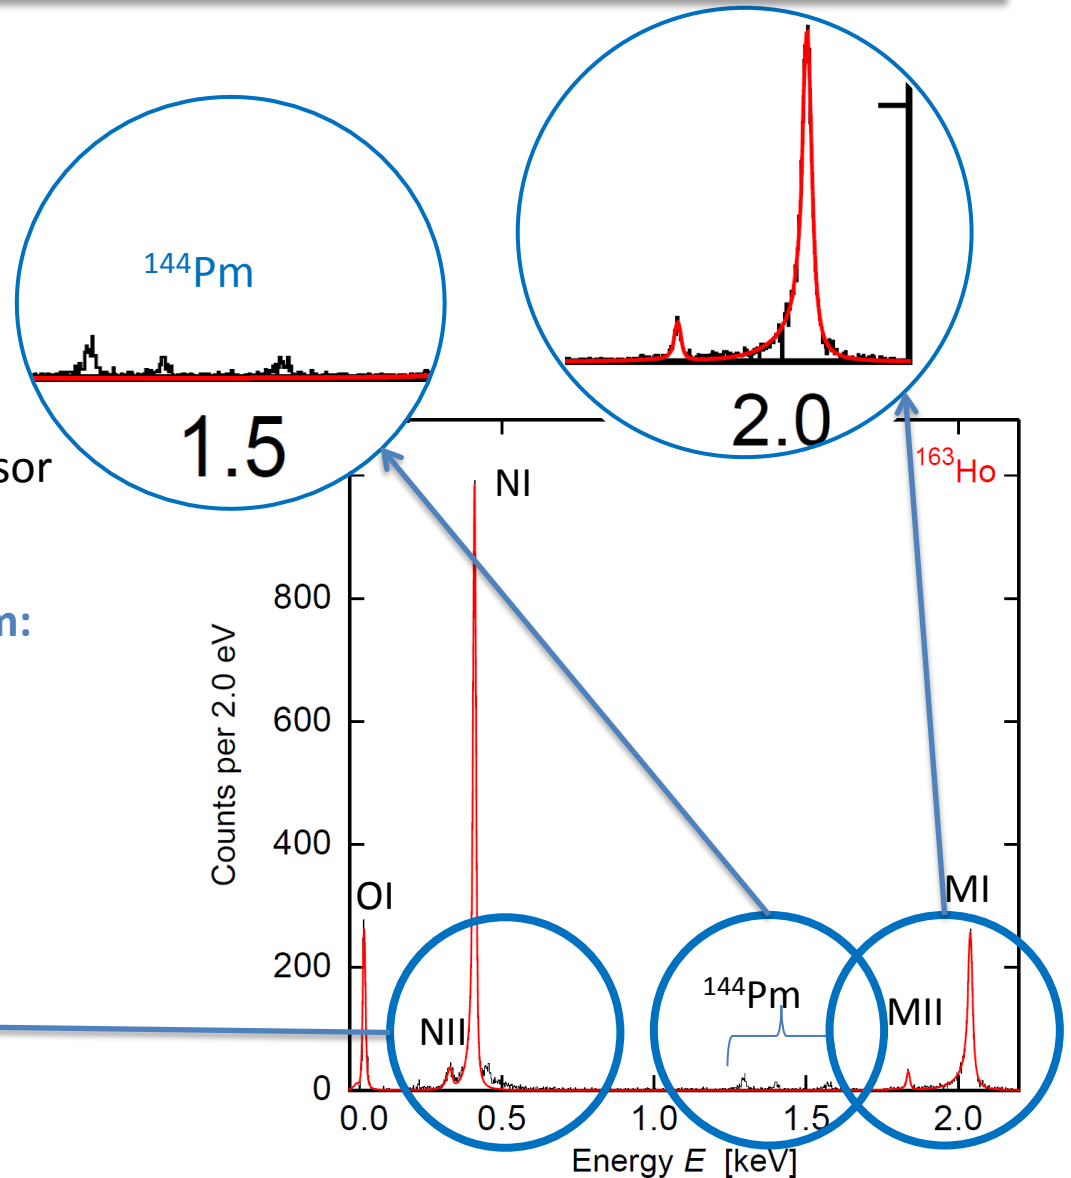 ¹⁴⁴Pm
1.5
2.0
sor
m:
¹⁶³Ho
NI
800
600
400
200
0
Counts per 2.0 eV
OI
NII
¹⁴⁴Pm
MII
MI
0.0 0.5 1.0 1.5 2.0
Energy E [keV]